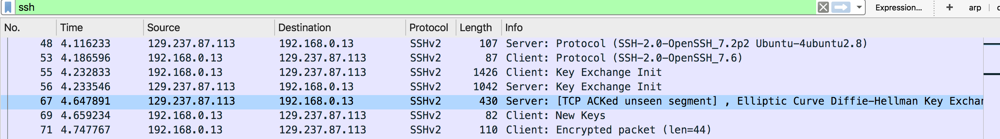 ssh Expression... + arp
No. Time Source Destination Protocol Length Info
48 4.116233 129.237.87.113 192.168.0.13 SSHv2 107 Server: Protocol (SSH-2.0-OpenSSH_7.2p2 Ubuntu-4ubuntu2.8)
53 4.186596 192.168.0.13 129.237.87.113 SSHv2 87 Client: Protocol (SSH-2.0-OpenSSH_7.6)
55 4.232833 192.168.0.13 129.237.87.113 SSHv2 1426 Client: Key Exchange Init
56 4.233546 129.237.87.113 192.168.0.13 SSHv2 1042 Server: Key Exchange Init
67 4.647891 129.237.87.113 192.168.0.13 SSHv2 430 Server: [TCP ACKed unseen segment] , Elliptic Curve Diffie-Hellman Key Exchan
69 4.659234 192.168.0.13 129.237.87.113 SSHv2 82 Client: New Keys
71 4.747767 192.168.0.13 129.237.87.113 SSHv2 110 Client: Encrypted packet (len=44)